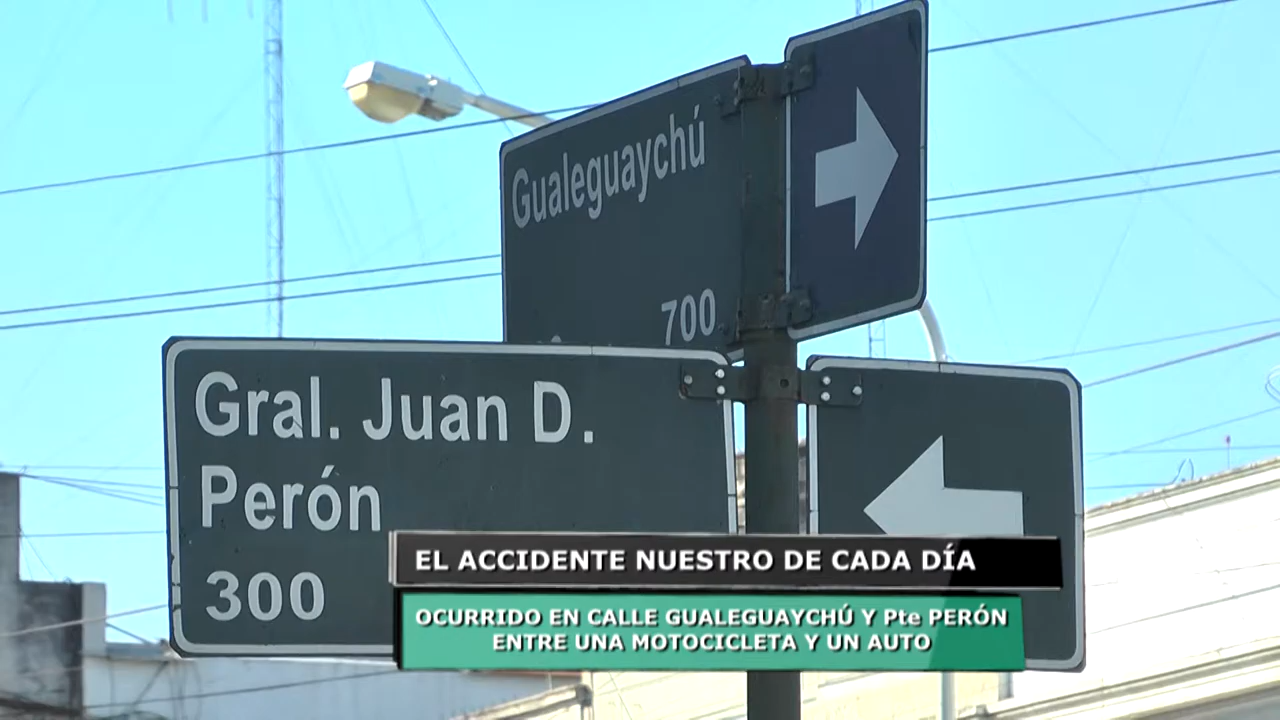 Gualeguaychú
700
Gral. Juan D.
Perón
300
EL ACCIDENTE NUESTRO DE CADA DÍA
OCURRIDO EN CALLE GUALEGUAYCHÚ Y Pte PERÓN
ENTRE UNA MOTOCICLETA Y UN AUTO